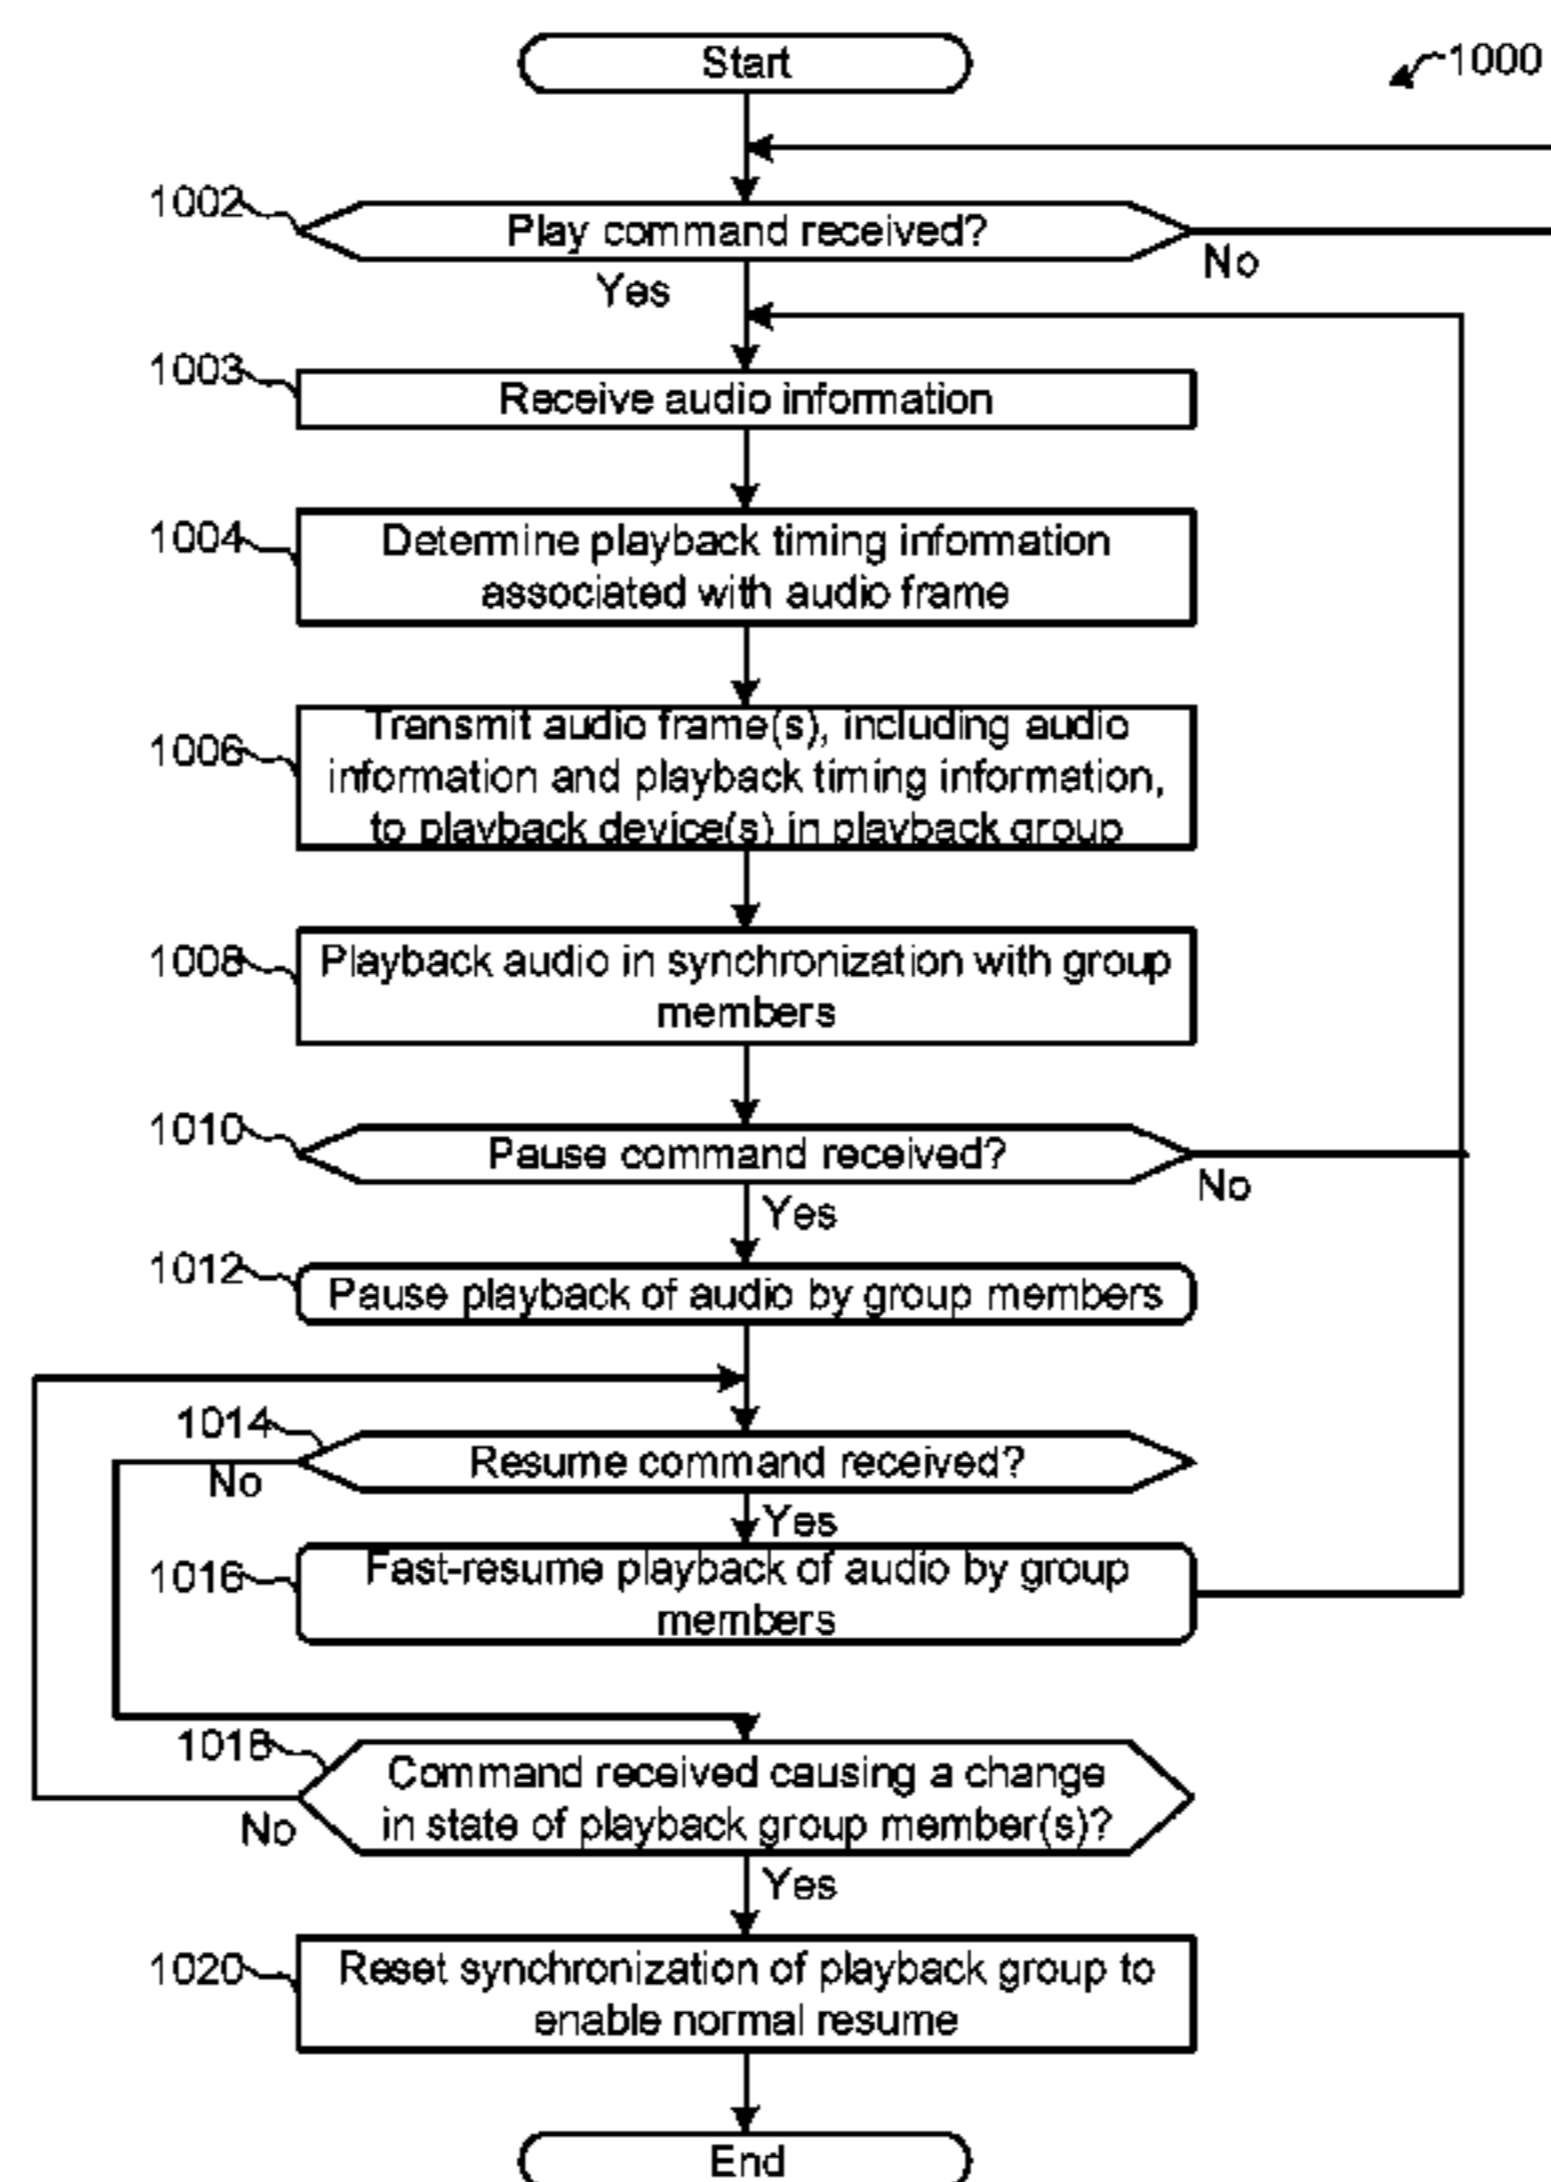 Start
1000
1002
Play command received?
No
Yes
1003
Receive audio information
1004
Determine playback timing information
associated with audio frame
1006
Transmit audio frame(s), including audio
information and playback timing information,
to playback device(s) in playback group
1008
Playback audio in synchronization with group
members
1010
Pause command received?
No
Yes
1012
Pause playback of audio by group members
1014
Resume command received?
No
Yes
1016
Fast-resume playback of audio by group
members
1018
Command received causing a change
in state of playback group member(s)?
No
Yes
1020
Reset synchronization of playback group to
enable normal resume
End